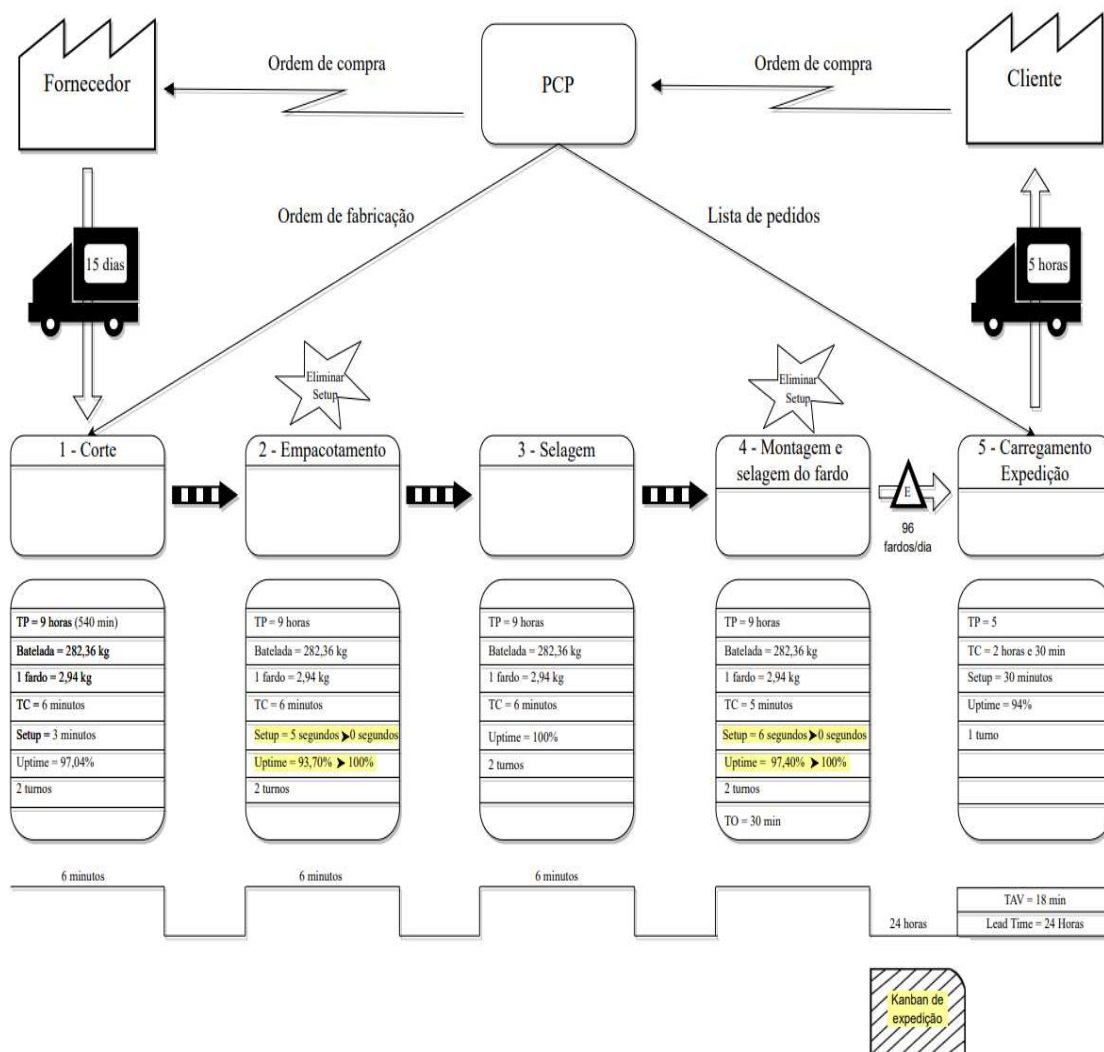 Fornecedor
Ordem de compra
PCP
Ordem de compra
Cliente
15 dias
Ordem de fabricação
Lista de pedidos
5 horas
Eliminar
Setup
Eliminar
Setup
1 - Corte
2 - Empacotamento
3 - Selagem
4 - Montagem e
selagem do fardo
E
96
fardos/dia
5 - Carregamento
Expedição
TP = 9 horas (540 min)
Batelada = 282,36 kg
1 fardo = 2,94 kg
TC = 6 minutos
Setup = 3 minutos
Uptime = 97,04%
2 turnos
TP = 9 horas
Batelada = 282,36 kg
1 fardo = 2,94 kg
TC = 6 minutos
Setup = 5 segundos ➤ 0 segundos
Uptime = 93,70% ➤ 100%
2 turnos
TP = 9 horas
Batelada = 282,36 kg
1 fardo = 2,94 kg
TC = 6 minutos
Uptime = 100%
2 turnos
TP = 9 horas
Batelada = 282,36 kg
1 fardo = 2,94 kg
TC = 5 minutos
Setup = 6 segundos ➤ 0 segundos
Uptime = 97,40% ➤ 100%
2 turnos
TO = 30 min
TP = 5
TC = 2 horas e 30 min
Setup = 30 minutos
Uptime = 94%
1 turno
6 minutos
6 minutos
6 minutos
24 horas
TAV = 18 min
Lead Time = 24 Horas
Kanban de
expedição